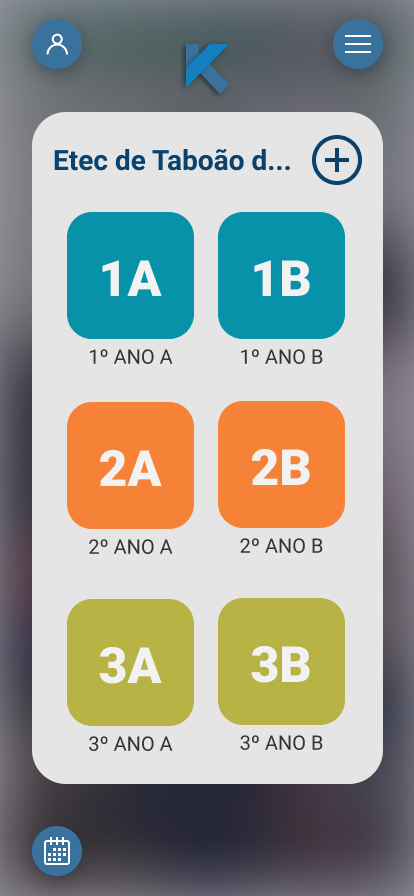 Etec de Taboão d...
1A 1B
1º ANO A 1º ANO B
2A 2B
2º ANO A 2º ANO B
3A 3B
3º ANO A 3º ANO B